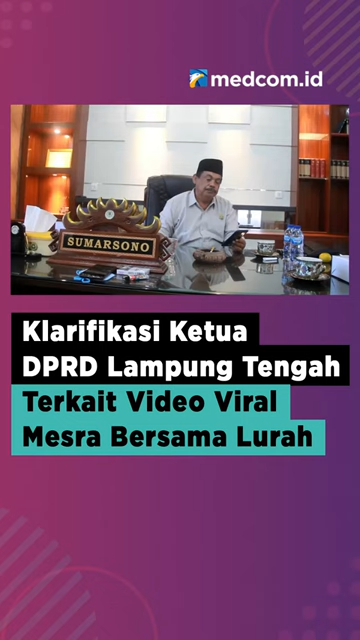 medcom.id
SUMARSONO
Klarifikasi Ketua
DPRD Lampung Tengah
Terkait Video Viral
Mesra Bersama Lurah